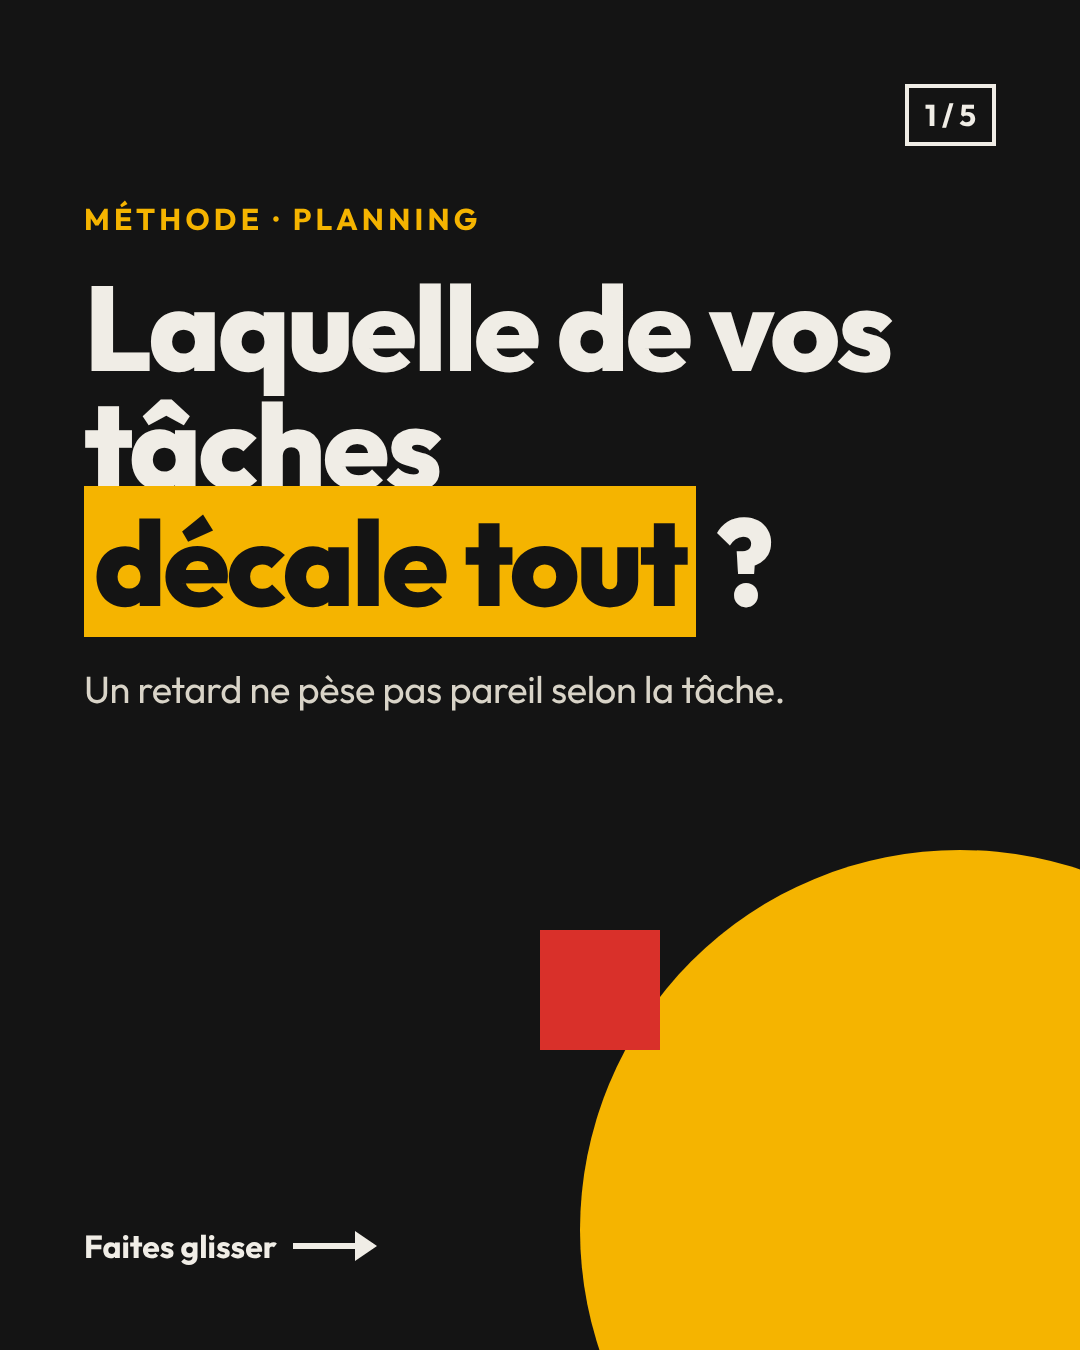 1/5
MÉTHODE · PLANNING
Laquelle de vos
tâches
décale tout ?
Un retard ne pèse pas pareil selon la tâche.
Faites glisser